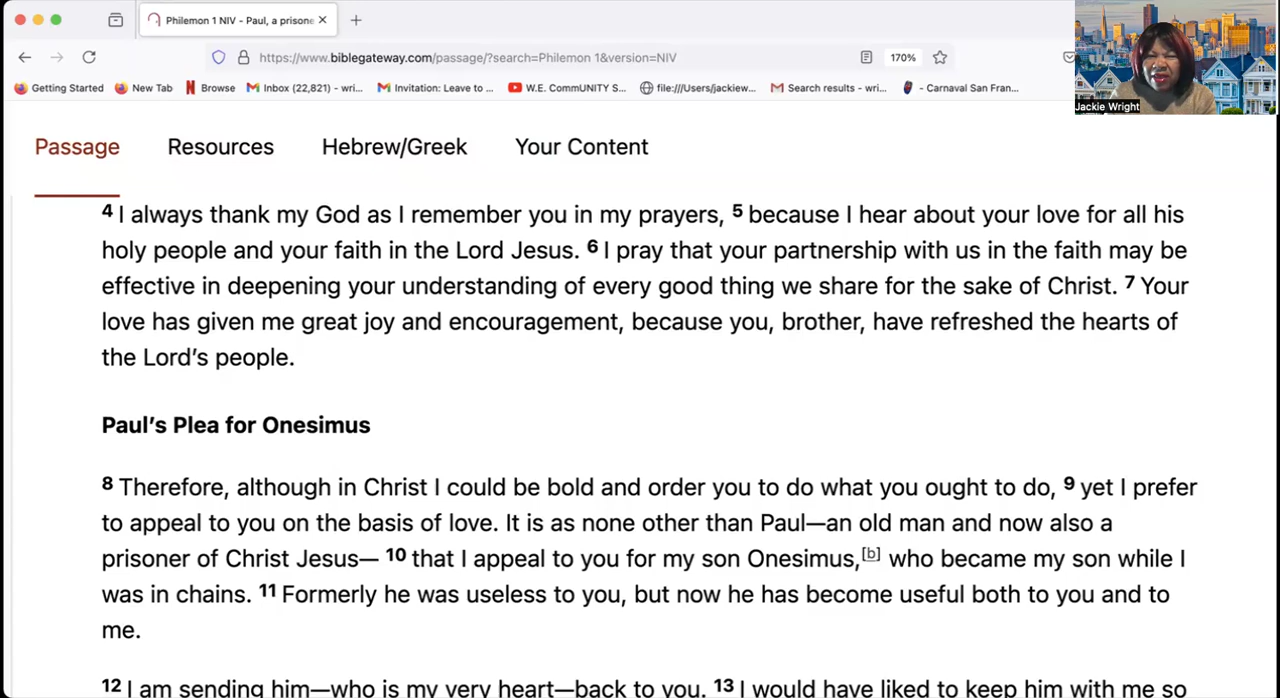 Philemon 1 NIV - Paul, a prisone
https://www.biblegateway.com/passage/?search=Philemon 1&version=NIV
170%
Getting Started
New Tab
Browse
Inbox (22,821) - wri...
Invitation: Leave to ...
W.E. CommUNITY S...
file:///Users/jackiew...
Search results - wri...
- Carnaval San Fran...
Jackie Wright
Passage
Resources
Hebrew/Greek
Your Content
4 I always thank my God as I remember you in my prayers, 5 because I hear about your love for all his
holy people and your faith in the Lord Jesus. 6 I pray that your partnership with us in the faith may be
effective in deepening your understanding of every good thing we share for the sake of Christ. 7 Your
love has given me great joy and encouragement, because you, brother, have refreshed the hearts of
the Lord’s people.
Paul’s Plea for Onesimus
8 Therefore, although in Christ I could be bold and order you to do what you ought to do, 9 yet I prefer
to appeal to you on the basis of love. It is as none other than Paul—an old man and now also a
prisoner of Christ Jesus— 10 that I appeal to you for my son Onesimus,[b] who became my son while I
was in chains. 11 Formerly he was useless to you, but now he has become useful both to you and to
me.
12 I am sending him—who is my very heart—back to you. 13 I would have liked to keep him with me so